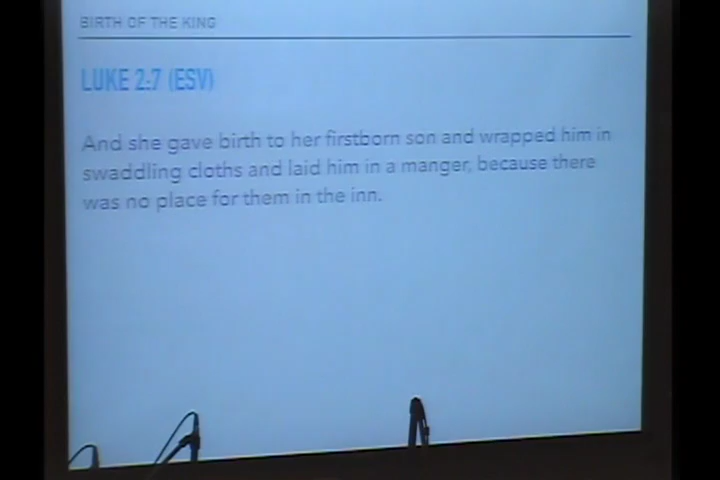 BIRTH OF THE KING
LUKE 2:7 (ESV)
And she gave birth to her firstborn son and wrapped him in
swaddling cloths and laid him in a manger, because there
was no place for them in the inn.